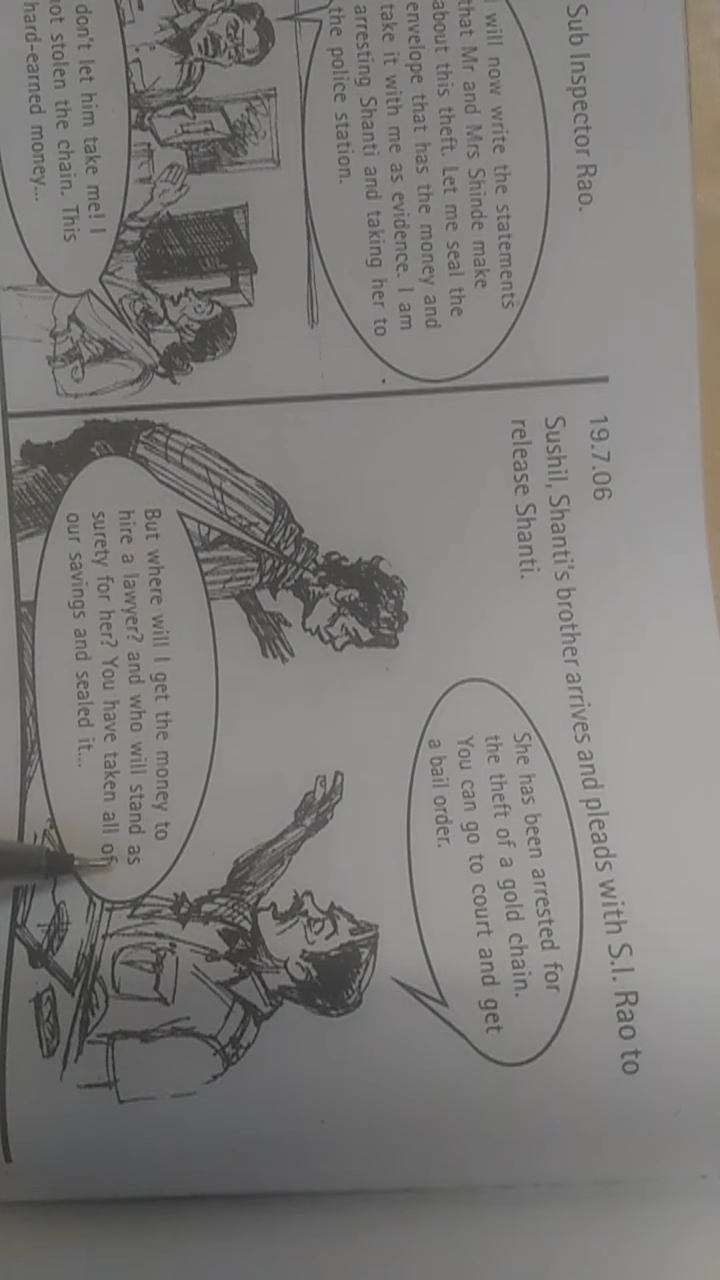 Sub Inspector Rao.
I will now write the statements
that Mr and Mrs Shinde make
about this theft. Let me seal the
envelope that has the money and
take it with me as evidence. I am
arresting Shanti and taking her to
the police station.
don't let him take me! I
not stolen the chain. This
hard-earned money...
19.7.06
Sushil, Shanti's brother arrives and pleads with S.I. Rao to
release Shanti.
She has been arrested for
the theft of a gold chain.
You can go to court and get
a bail order.
But where will I get the money to
hire a lawyer? and who will stand as
surety for her? You have taken all of
our savings and sealed it...